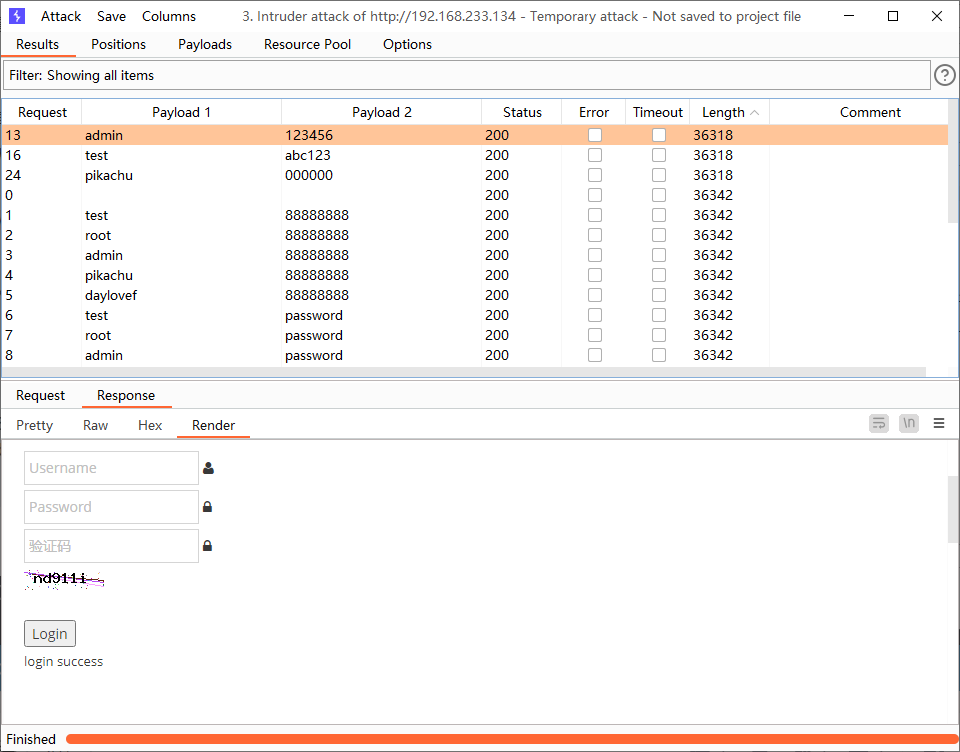 Attack Save Columns 3. Intruder attack of http://192.168.233.134 - Temporary attack - Not saved to project file
Results Positions Payloads Resource Pool Options
Filter: Showing all items
Request Payload 1 Payload 2 Status Error Timeout Length Comment
13 admin 123456 200 36318
16 test abc123 200 36318
24 pikachu 000000 200 36318
0 200 36342
1 test 88888888 200 36342
2 root 88888888 200 36342
3 admin 88888888 200 36342
4 pikachu 88888888 200 36342
5 daylovef 88888888 200 36342
6 test password 200 36342
7 root password 200 36342
8 admin password 200 36342
Request Response
Pretty Raw Hex Render \n
Username
Password
验证码
nd911i
Login
login success
Finished